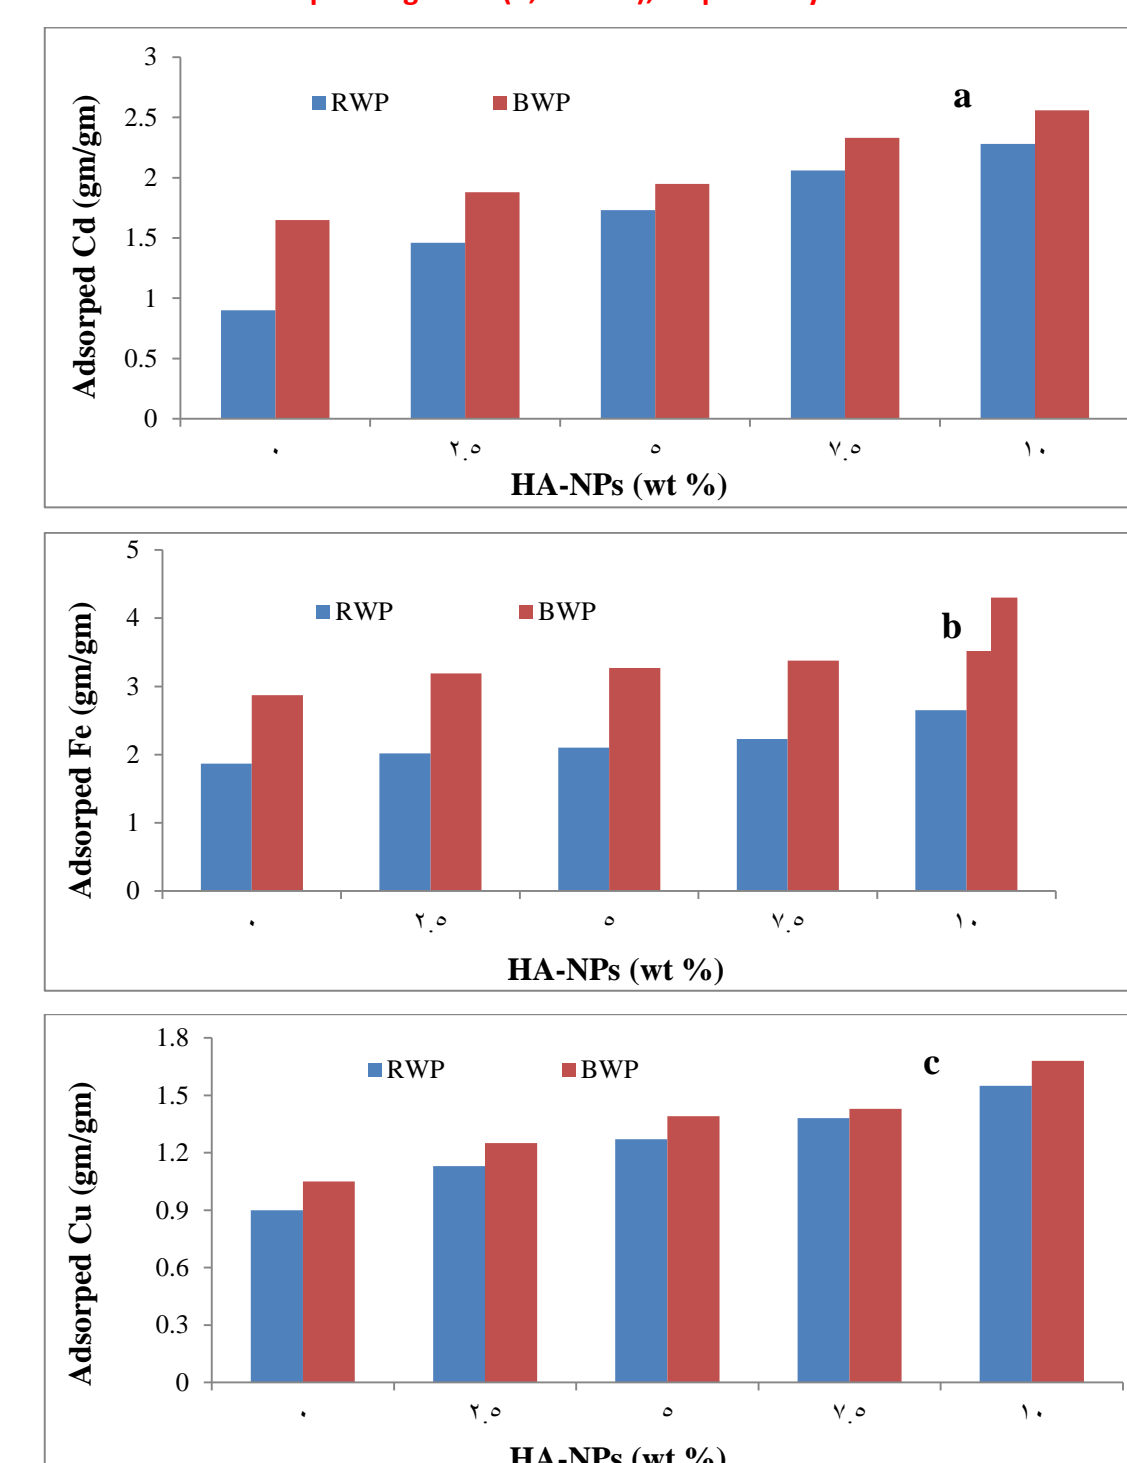 3
RWP BWP a
2.5
2
1.5
1
0.5
0
Adsorped Cd (gm/gm)
٠ ٢.٥ ٥ ٧.٥ ١٠
HA-NPs (wt %)
5
RWP BWP
4
b
3
2
1
0
Adsorped Fe (gm/gm)
٠ ٢.٥ ٥ ٧.٥ ١٠
HA-NPs (wt %)
1.8
RWP BWP c
1.5
1.2
0.9
0.6
0.3
0
Adsorped Cu (gm/gm)
٠ ٢.٥ ٥ ٧.٥ ١٠
HA-NPs (wt %)